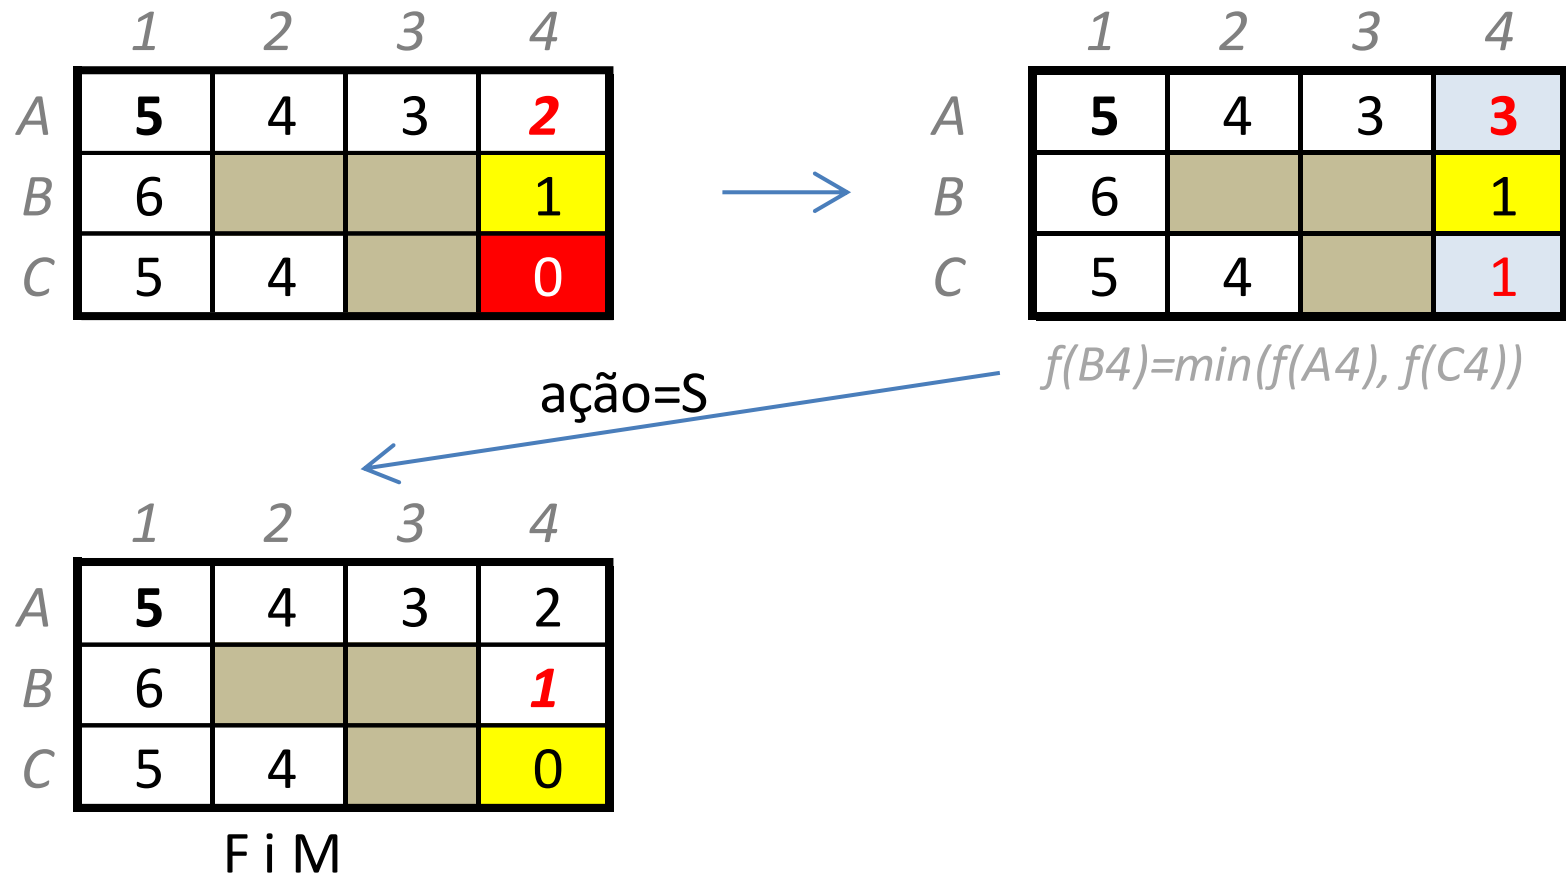 1 2 3 4
A 5 4 3 2
B 6 1
C 5 4 0
1 2 3 4
A 5 4 3 3
B 6 1
C 5 4 1
f(B4)=min(f(A4), f(C4))
ação=S
1 2 3 4
A 5 4 3 2
B 6 1
C 5 4 0
F i M